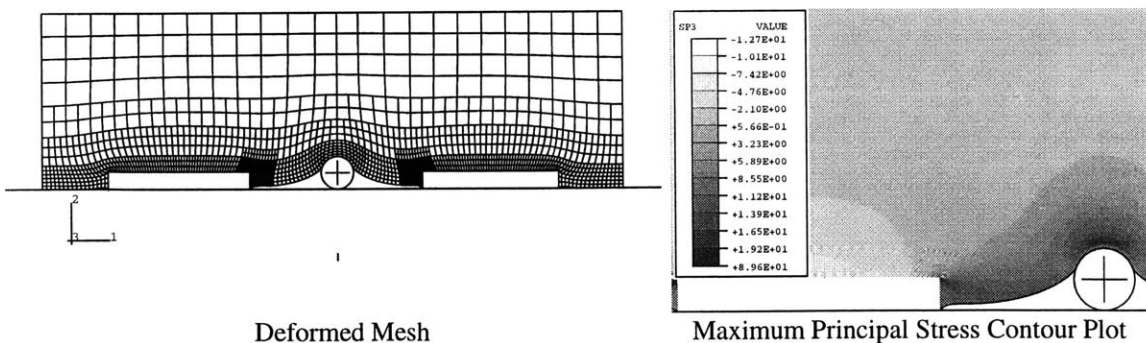 2
3
1
Deformed Mesh
SP3 VALUE
-1.27E+01
-1.01E+01
-7.42E+00
-4.76E+00
-2.10E+00
+5.66E-01
+3.23E+00
+5.89E+00
+8.55E+00
+1.12E+01
+1.39E+01
+1.65E+01
+1.92E+01
+8.96E+01
Maximum Principal Stress Contour Plot